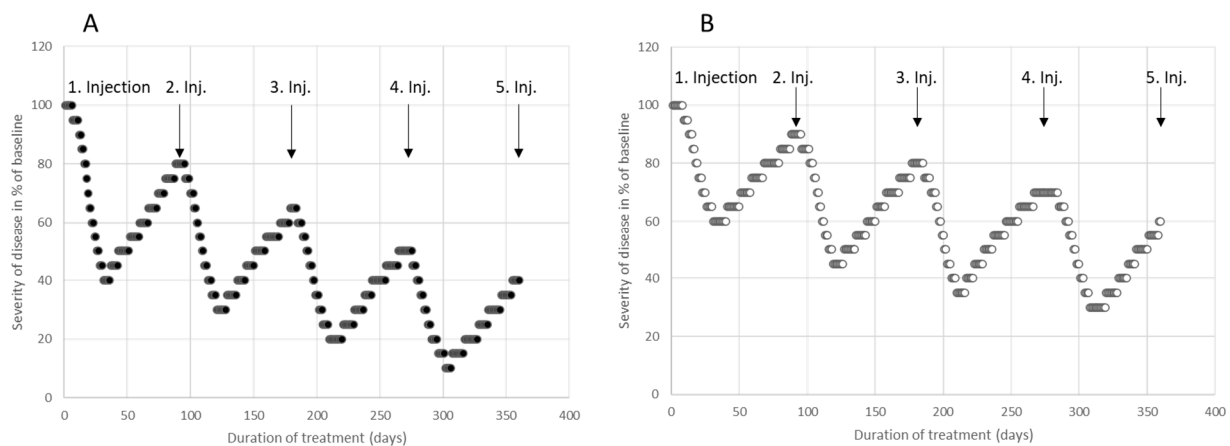 A
120
100
80
60
40
20
0
0 50 100 150 200 250 300 350 400
Severity of disease in % of baseline
Duration of treatment (days)
1. Injection 2. Inj. 3. Inj. 4. Inj. 5. Inj.
B
120
100
80
60
40
20
0
0 50 100 150 200 250 300 350 400
Severity of disease in % of baseline
Duration of treatment (days)
1. Injection 2. Inj. 3. Inj. 4. Inj. 5. Inj.